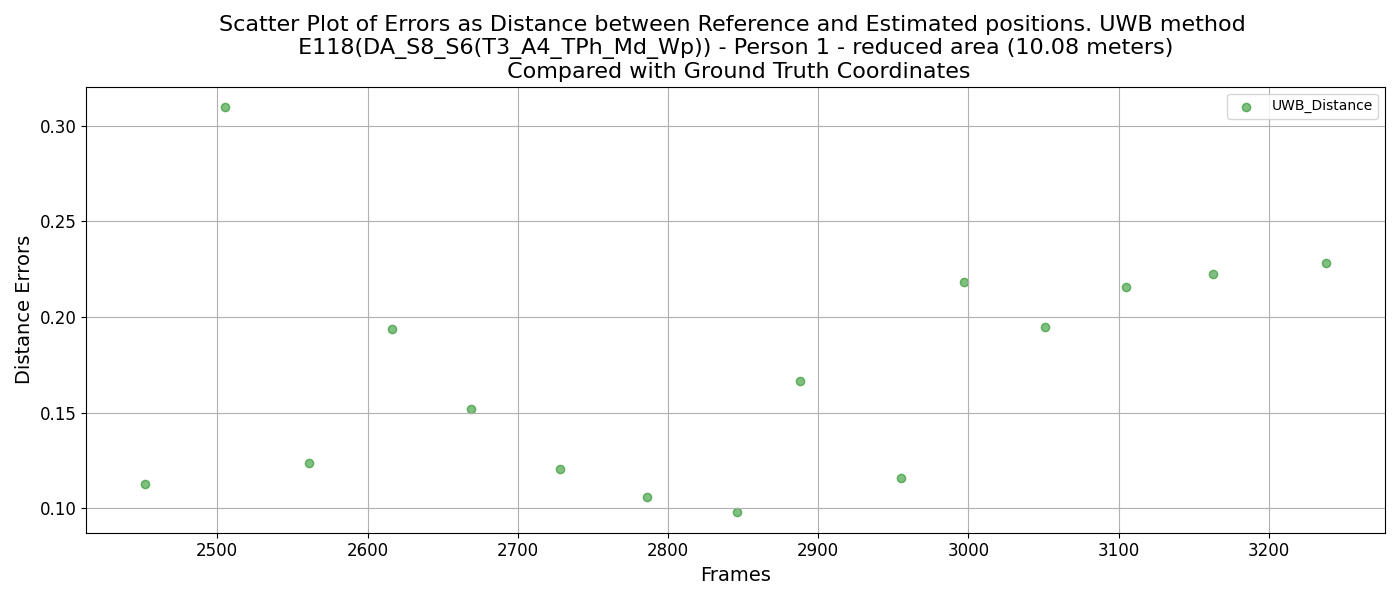 Scatter Plot of Errors as Distance between Reference and Estimated positions. UWB method
E118(DA_S8_S6(T3_A4_TPh_Md_Wp)) - Person 1 - reduced area (10.08 meters)
Compared with Ground Truth Coordinates
UWB_Distance
Distance Errors
0.30
0.25
0.20
0.15
0.10
2500 2600 2700 2800 2900 3000 3100 3200
Frames